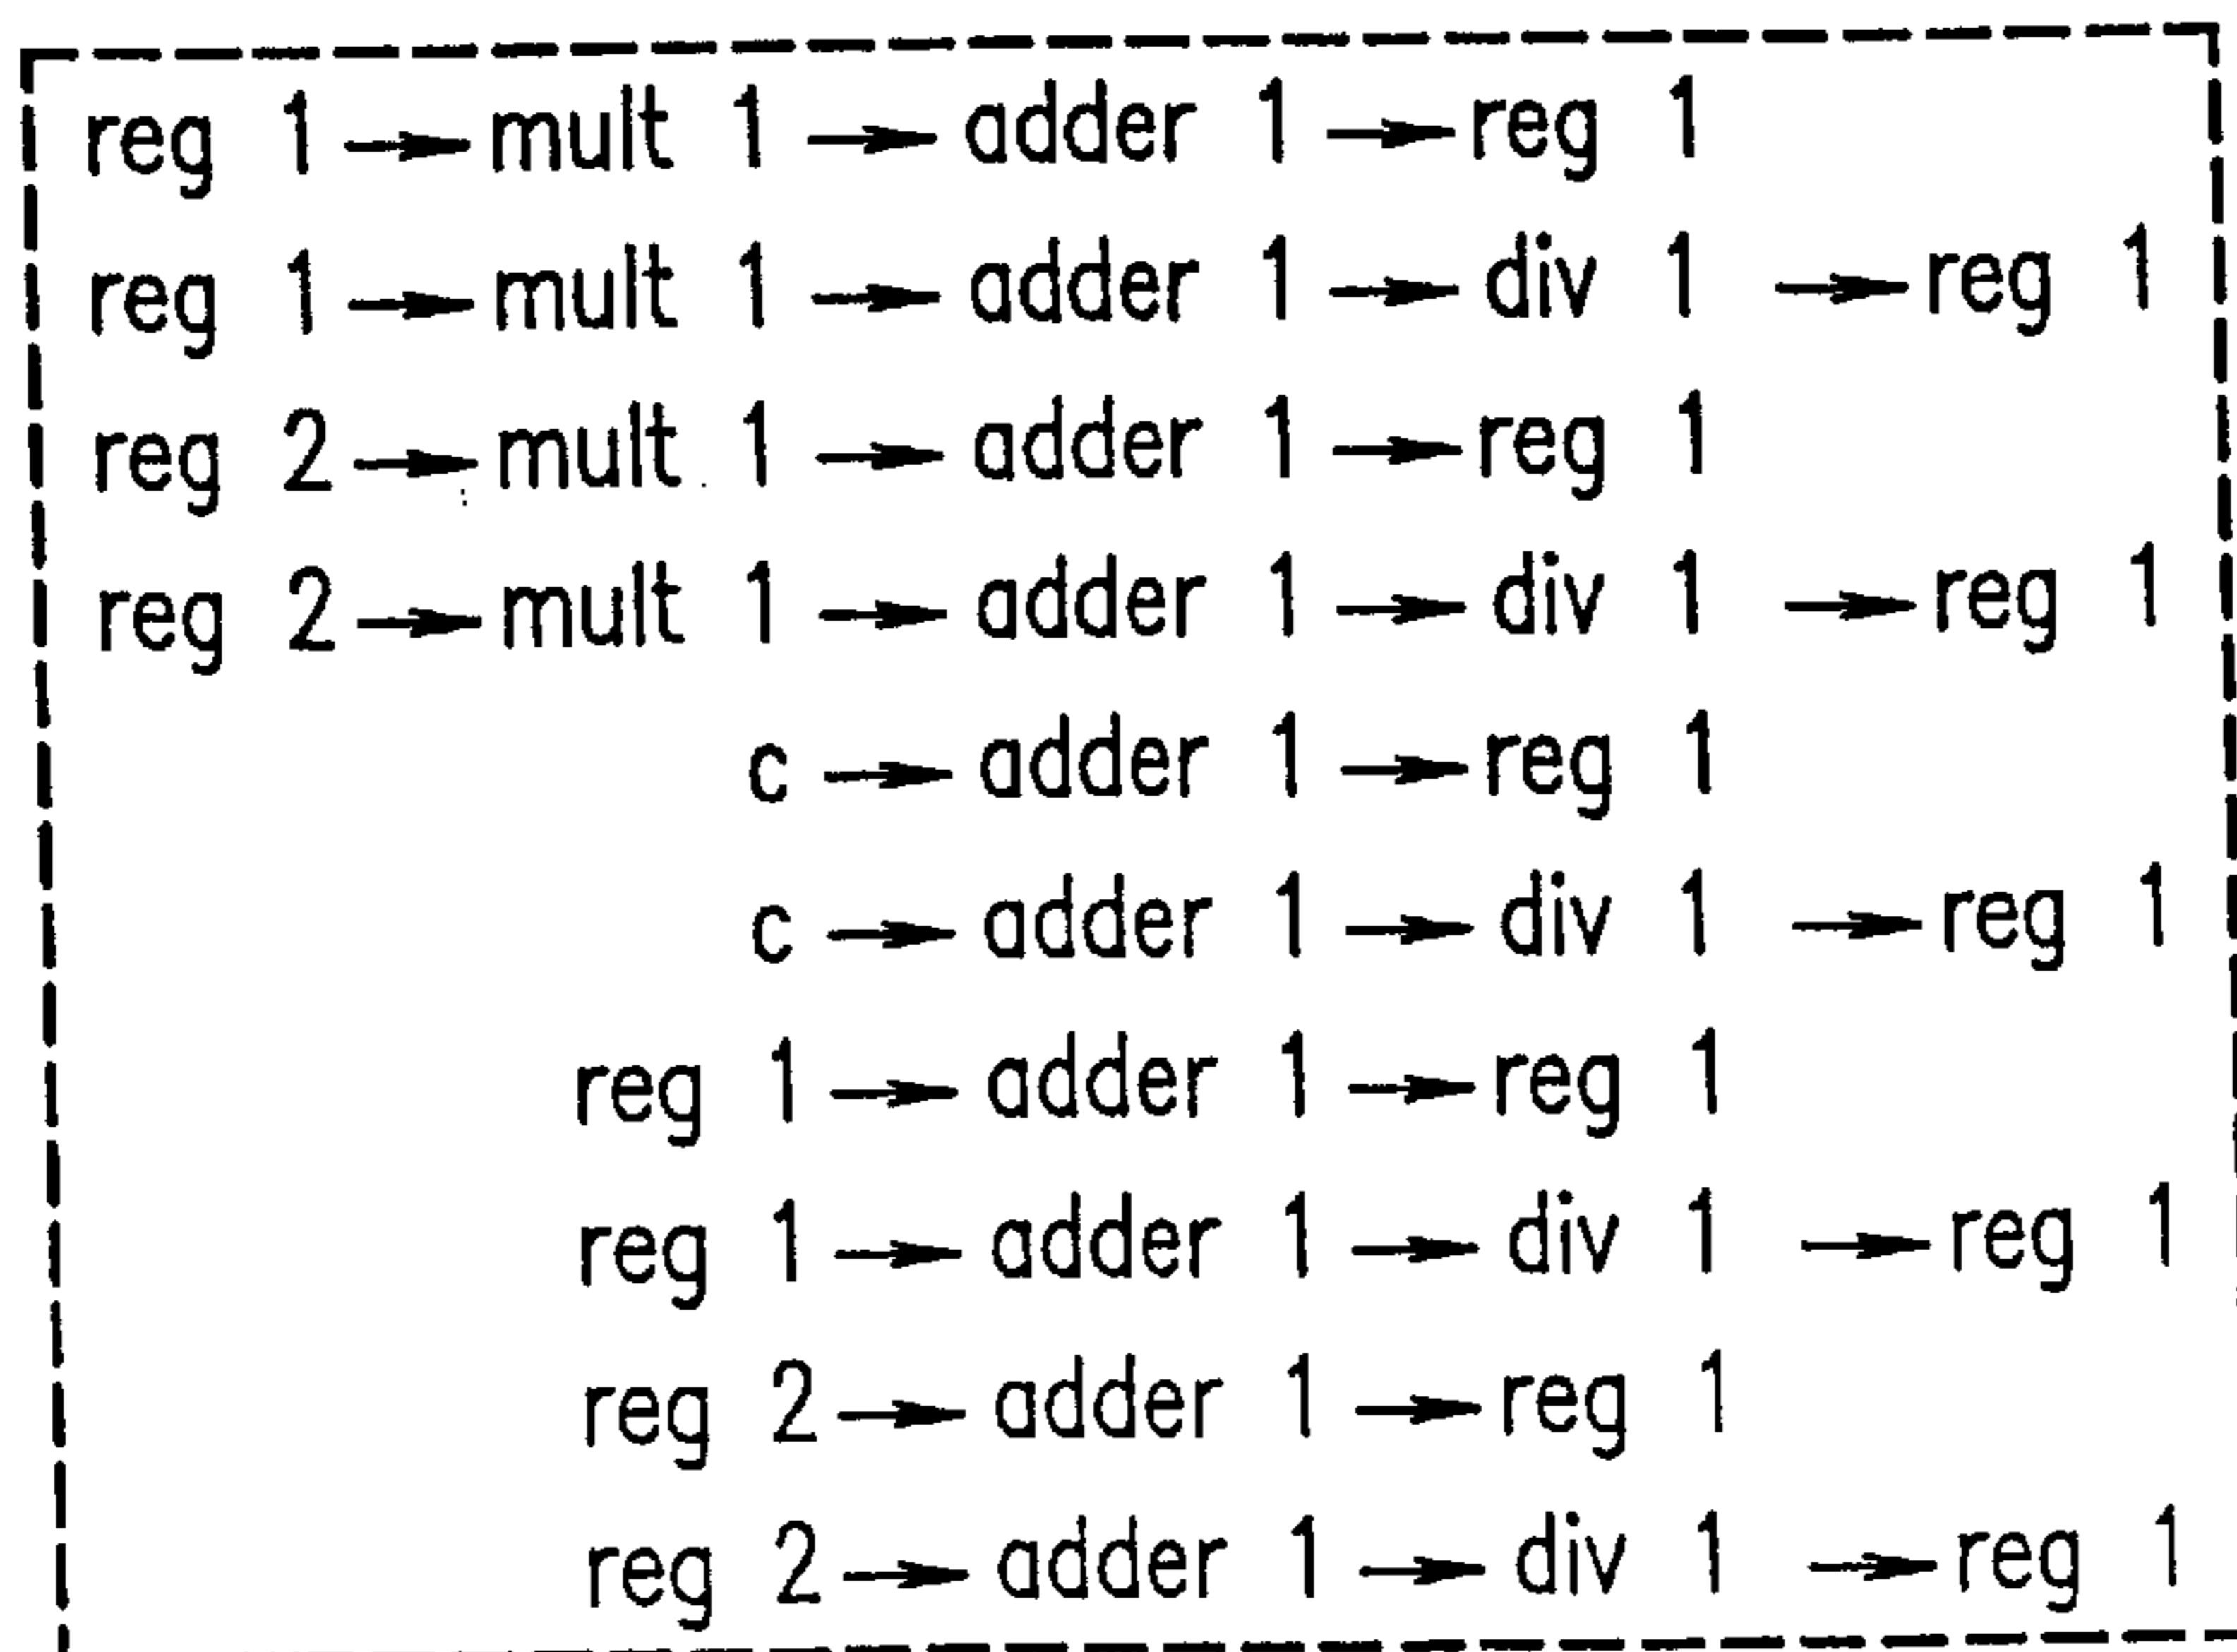 reg 1 → mult 1 → adder 1 → reg 1
reg 1 → mult 1 → adder 1 → div 1 → reg 1
reg 2 → mult 1 → adder 1 → reg 1
reg 2 → mult 1 → adder 1 → div 1 → reg 1
c → adder 1 → reg 1
c → adder 1 → div 1 → reg 1
reg 1 → adder 1 → reg 1
reg 1 → adder 1 → div 1 → reg 1
reg 2 → adder 1 → reg 1
reg 2 → adder 1 → div 1 → reg 1